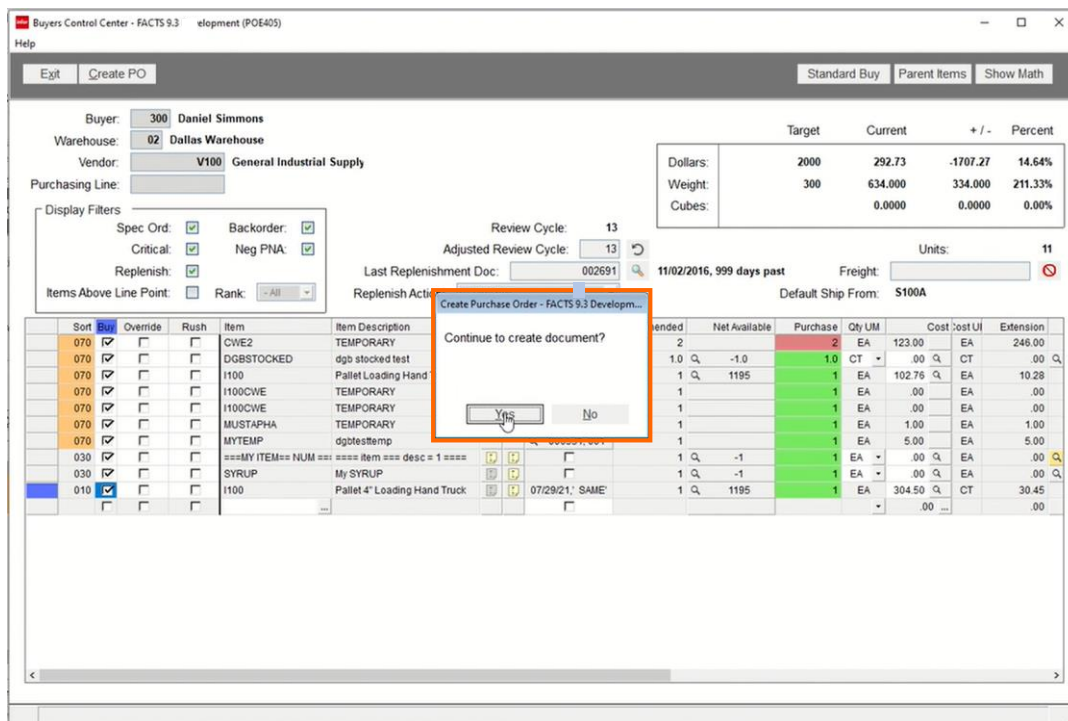 infor Buyers Control Center - FACTS 9.3 elopment (POE405)
Help
Exit Create PO Standard Buy Parent Items Show Math
Buyer: 300 Daniel Simmons
Warehouse: 02 Dallas Warehouse
Vendor: V100 General Industrial Supply
Purchasing Line:
Target Current + / - Percent
Dollars: 2000 292.73 -1707.27 14.64%
Weight: 300 634.000 334.000 211.33%
Cubes: 0.0000 0.0000 0.00%
Display Filters
Spec Ord: Backorder:
Critical: Neg PNA:
Replenish:
Items Above Line Point: Rank: - All
Review Cycle: 13
Adjusted Review Cycle: 13
Last Replenishment Doc: 002691 11/02/2016, 999 days past
Replenish Actio
Units: 11
Freight:
Default Ship From: S100A
Create Purchase Order - FACTS 9.3 Developm...
Continue to create document?
Yes No
Sort Buy Override Rush Item Item Description ended Net Available Purchase Qty UM Cost Cost UI Extension
070 CWE2 TEMPORARY 2 2 EA 123.00 EA 246.00
070 DGBSTOCKED dgb stocked test 1.0 -1.0 1.0 CT .00 CT .00
070 I100 Pallet Loading Hand 1 1195 1 EA 102.76 EA 10.28
070 I100CWE TEMPORARY 1 1 EA .00 EA .00
070 I100CWE TEMPORARY 1 1 EA .00 EA .00
070 MUSTAPHA TEMPORARY 1 1 EA 1.00 EA 1.00
070 MYTEMP dgbtesttemp 1 1 EA 5.00 EA 5.00
030 ===MY ITEM== NUM == ==== item === desc = 1 ==== 1 -1 1 EA .00 EA .00
030 SYRUP My SYRUP 1 -1 1 EA .00 EA .00
010 I100 Pallet 4" Loading Hand Truck 07/29/21,' SAME' 1 1195 1 EA 304.50 CT 30.45
... .00 ... .00